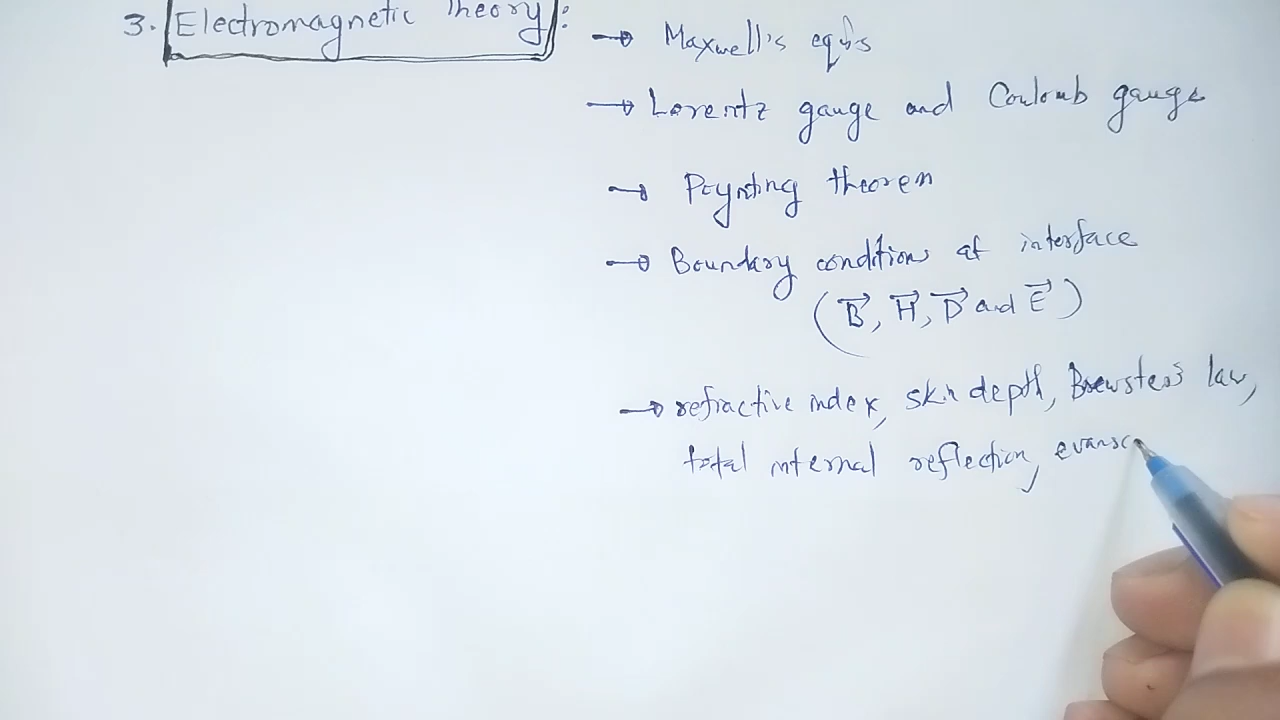 3. Electromagnetic Theory :
→ Maxwell's eqⁿs
→ Lorentz gauge and Coulomb gauge
→ Poynting theorem
→ Boundary conditions at interface
(B⃗, H⃗, D⃗ and E⃗)
→ refractive index, skin depth, Brewster's law,
total internal reflection, evansc